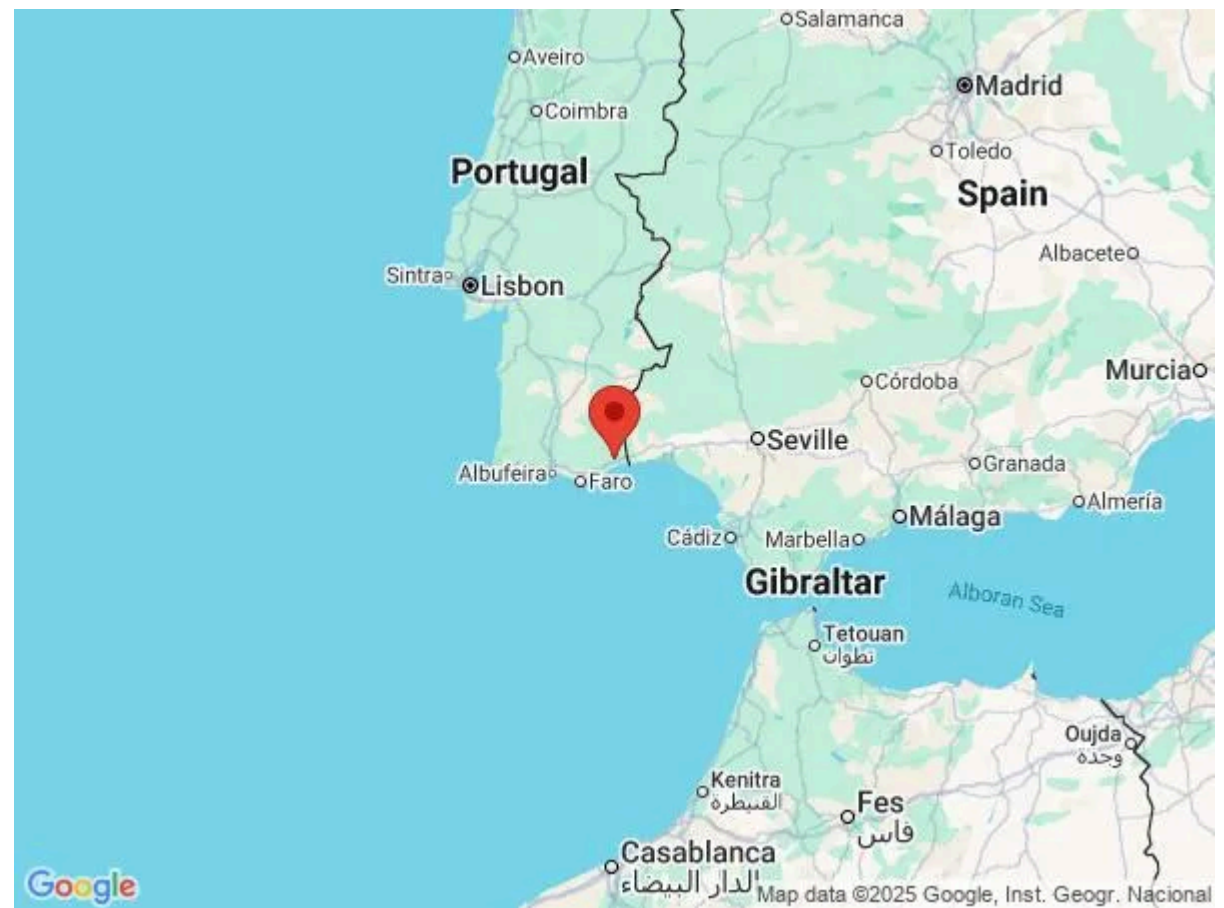 Salamanca
Aveiro
Madrid
Coimbra
Toledo
Portugal
Spain
Albacete
Sintra
Lisbon
Murcia
Córdoba
Seville
Granada
Albufeira
Faro
Almería
Málaga
Cádiz
Marbella
Gibraltar
Alboran Sea
Tetouan
تطوان
Oujda
وجدة
Kenitra
القنيطرة
Fes
فاس
Casablanca
الدار البيضاء
Google
Map data ©2025 Google, Inst. Geogr. Nacional